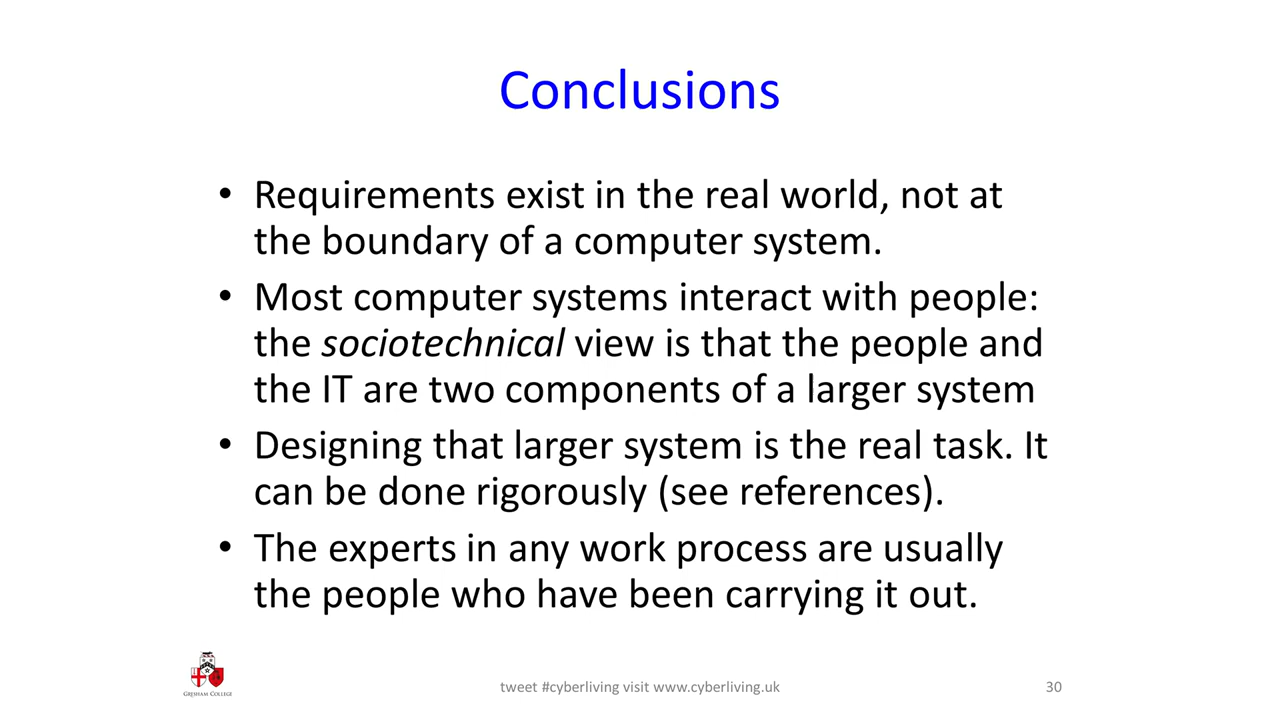 Conclusions
• Requirements exist in the real world, not at
the boundary of a computer system.
• Most computer systems interact with people:
the sociotechnical view is that the people and
the IT are two components of a larger system
• Designing that larger system is the real task. It
can be done rigorously (see references).
• The experts in any work process are usually
the people who have been carrying it out.
GRESHAM COLLEGE
tweet #cyberliving visit www.cyberliving.uk
30